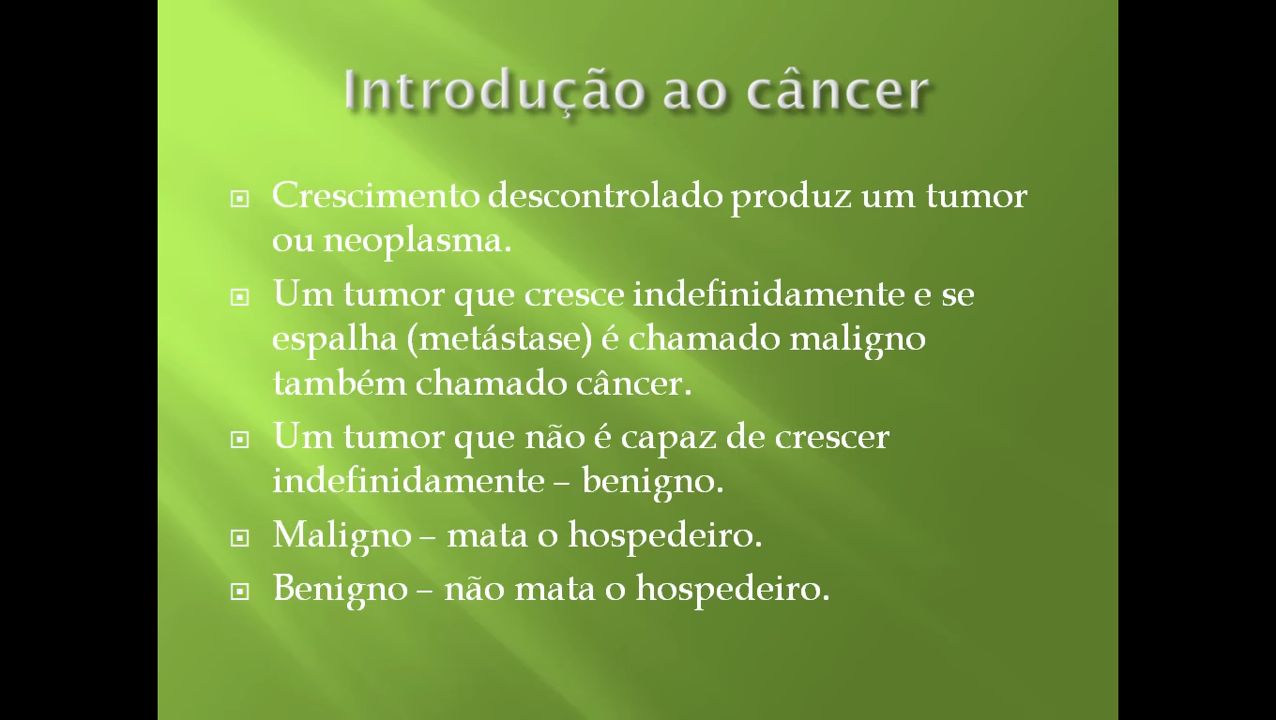 Introdução ao câncer
Crescimento descontrolado produz um tumor
ou neoplasma.
Um tumor que cresce indefinidamente e se
espalha (metástase) é chamado maligno
também chamado câncer.
Um tumor que não é capaz de crescer
indefinidamente – benigno.
Maligno – mata o hospedeiro.
Benigno – não mata o hospedeiro.